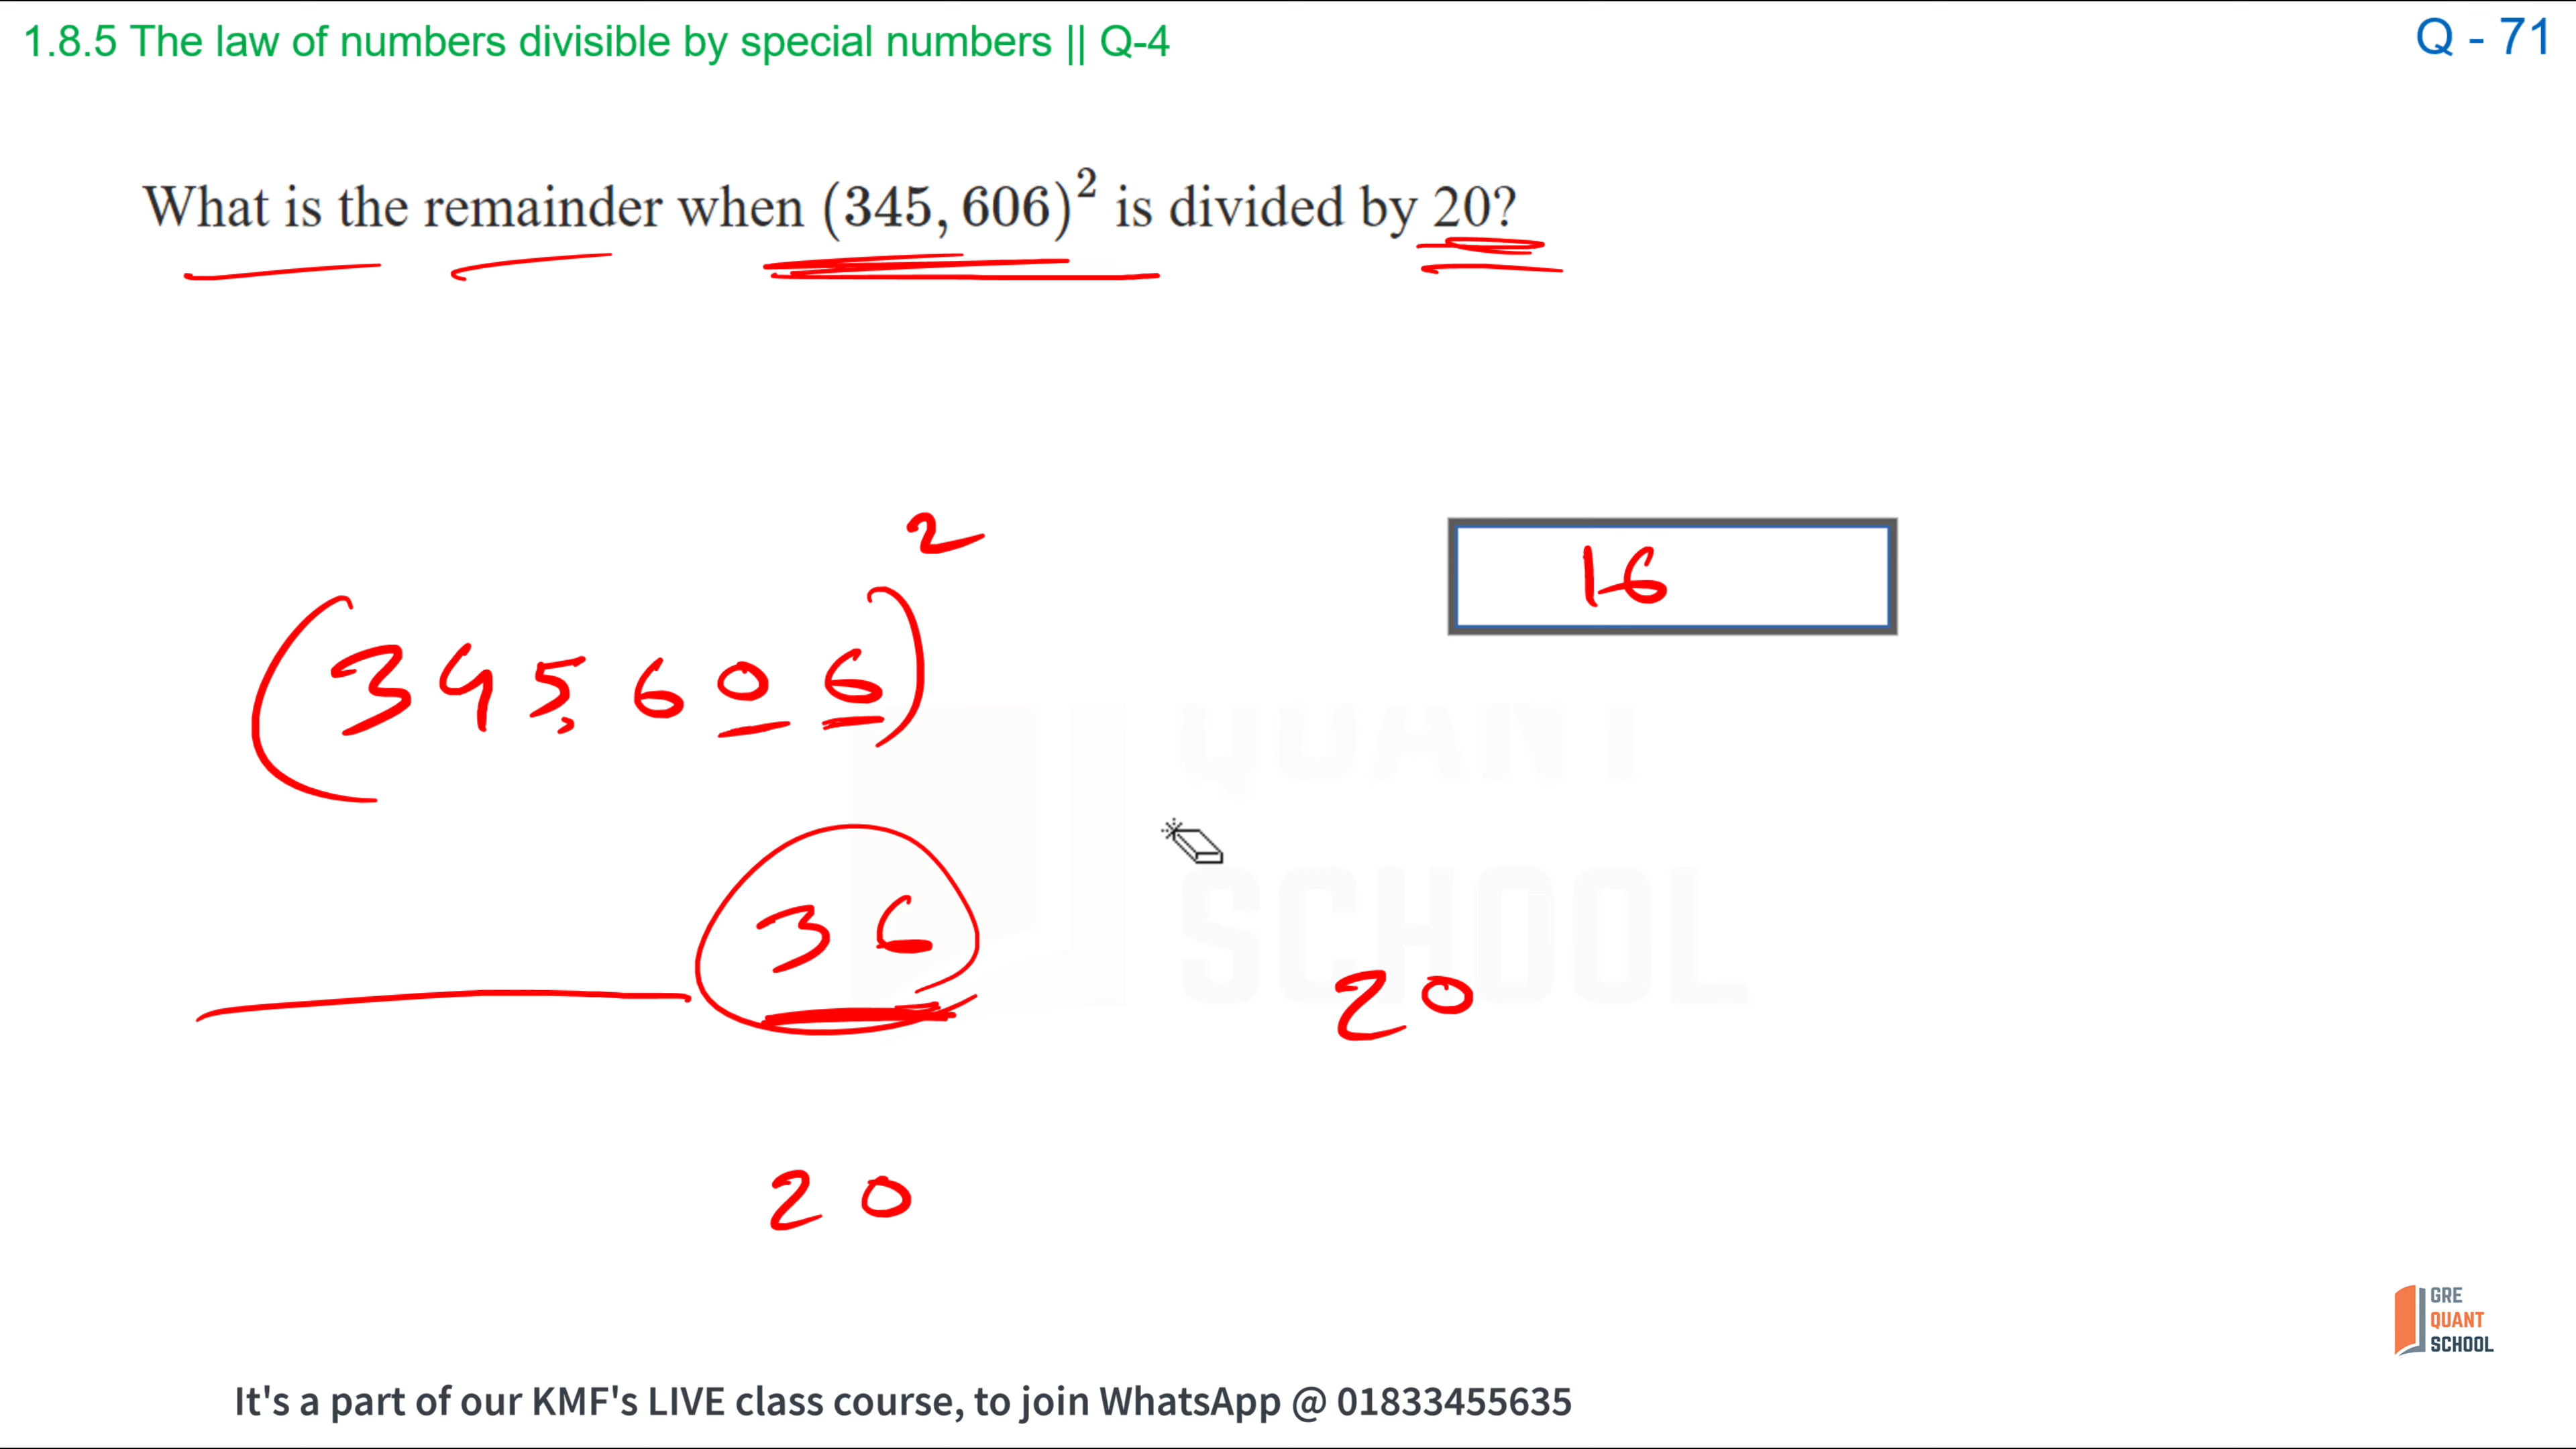 1.8.5 The law of numbers divisible by special numbers || Q-4
Q - 71
What is the remainder when (345, 606)² is divided by 20?
(345,606)²
16
QUANT
SCHOOL
36
20
20
GRE
QUANT
SCHOOL
It's a part of our KMF's LIVE class course, to join WhatsApp @ 01833455635